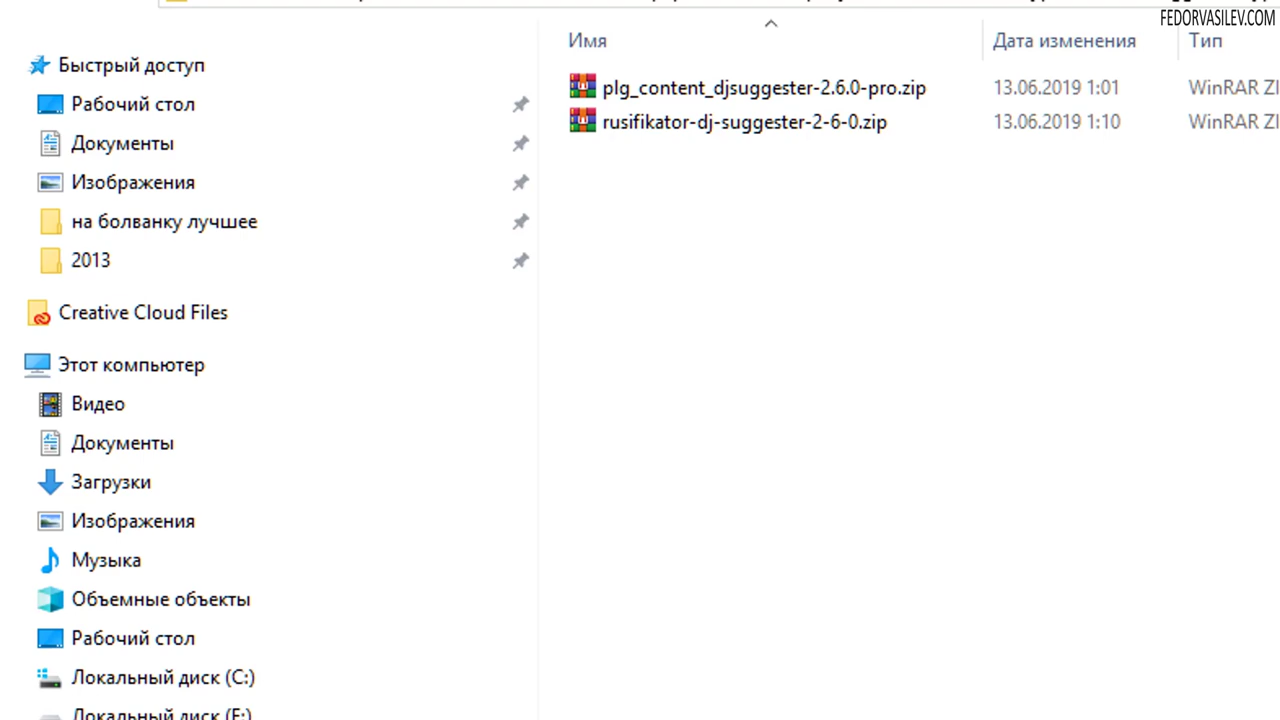 FEDORVASILEV.COM
Имя
Дата изменения
Тип
plg_content_djsuggester-2.6.0-pro.zip
13.06.2019 1:01
WinRAR ZI
rusifikator-dj-suggester-2-6-0.zip
13.06.2019 1:10
WinRAR ZI
Быстрый доступ
Рабочий стол
Документы
Изображения
на болванку лучшее
2013
Creative Cloud Files
Этот компьютер
Видео
Документы
Загрузки
Изображения
Музыка
Объемные объекты
Рабочий стол
Локальный диск (C:)
Локальный диск (E:)